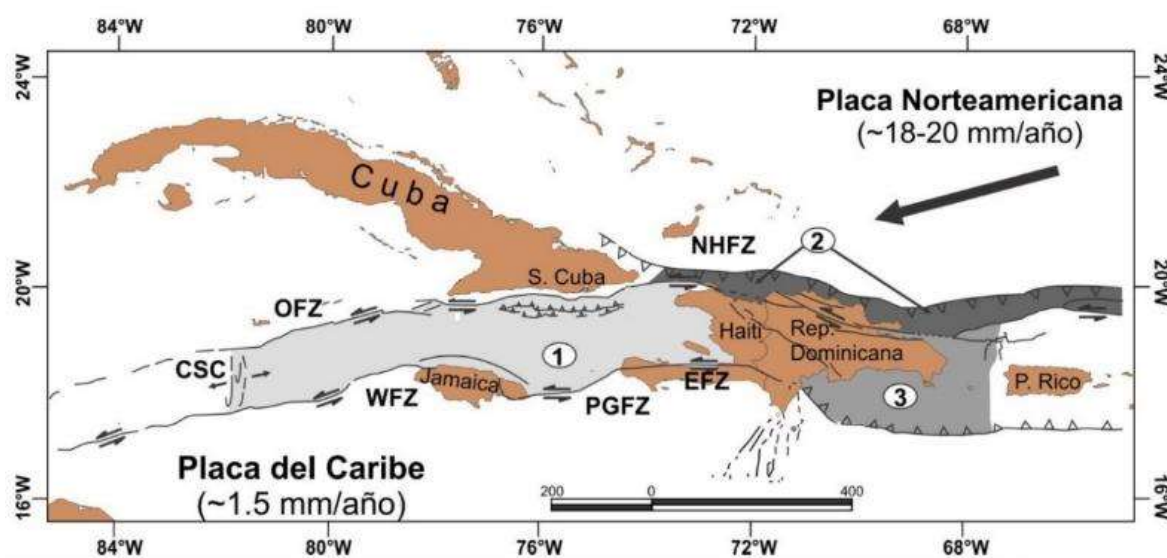 84°W 80°W 76°W 72°W 68°W
24°W 24°W
Placa Norteamericana
(~18-20 mm/año)
Cuba
NHFZ
2
20°W 20°W
S. Cuba
OFZ
Haiti
Rep.
Dominicana
CSC
1
WFZ
Jamaica
PGFZ
EFZ
3
P. Rico
Placa del Caribe
(~1.5 mm/año)
200 0 400
16°W 16°W
84°W 80°W 76°W 72°W 68°W